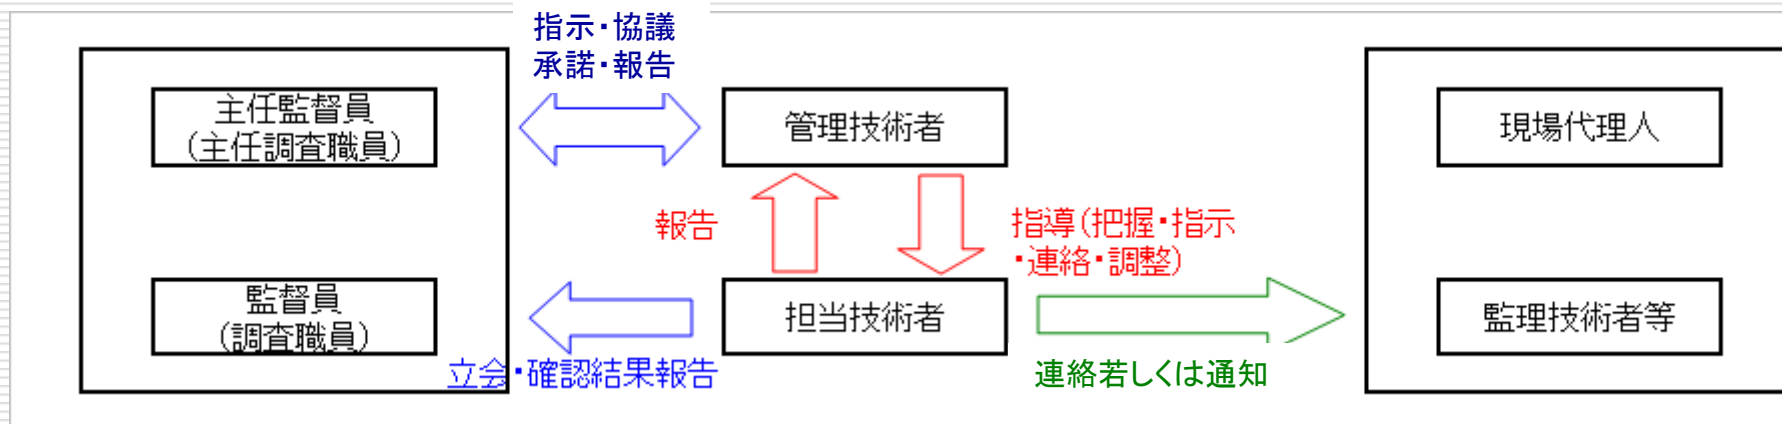 指示・協議
承諾・報告
主任監督員
（主任調査職員）
管理技術者
現場代理人
報告
指導（把握・指示
・連絡・調整）
監督員
（調査職員）
担当技術者
監理技術者等
立会・確認結果報告
連絡若しくは通知